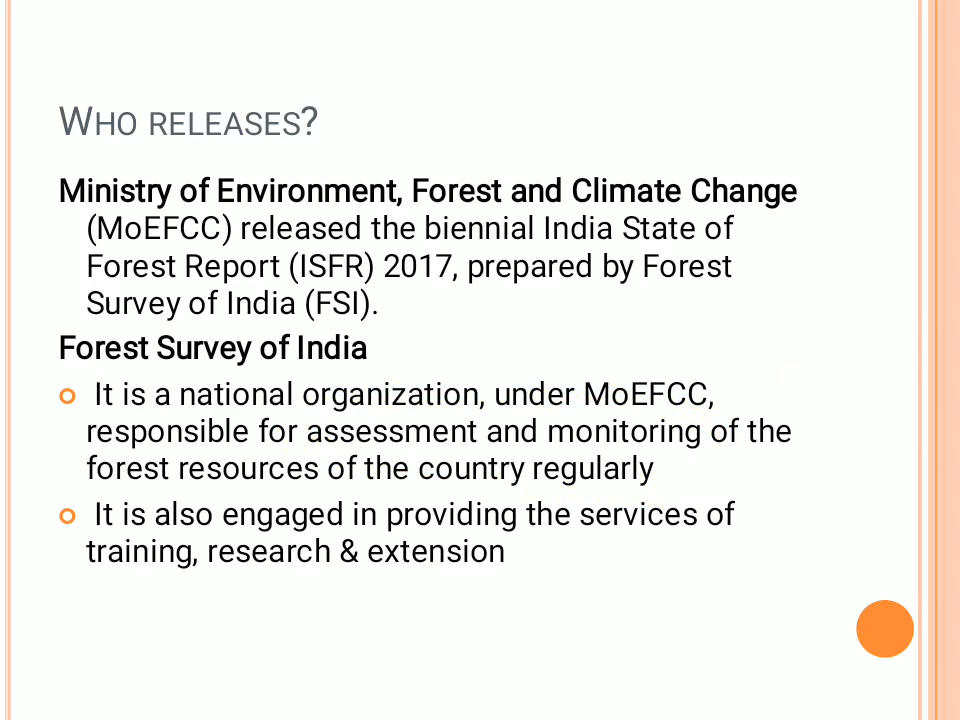 WHO RELEASES?
Ministry of Environment, Forest and Climate Change
(MoEFCC) released the biennial India State of
Forest Report (ISFR) 2017, prepared by Forest
Survey of India (FSI).
Forest Survey of India
It is a national organization, under MoEFCC,
responsible for assessment and monitoring of the
forest resources of the country regularly
It is also engaged in providing the services of
training, research & extension